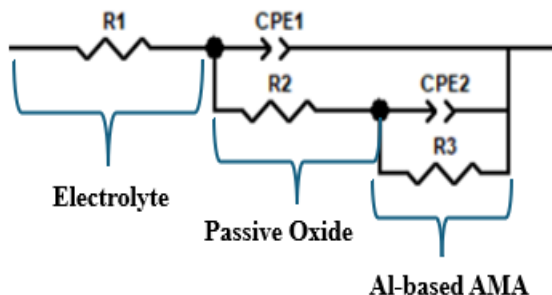 R1
CPE1
R2
CPE2
R3
Electrolyte
Passive Oxide
Al-based AMA